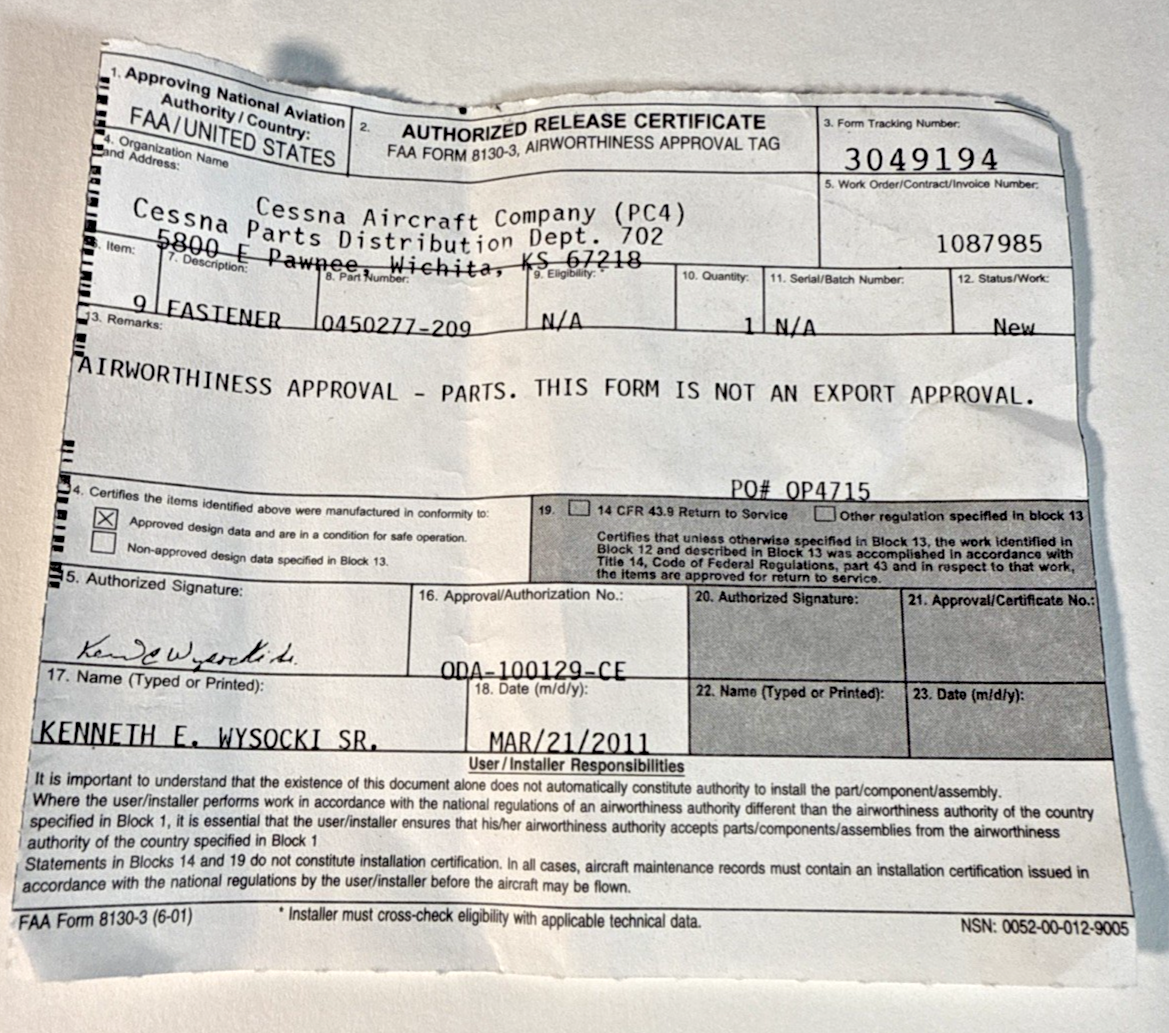 1. Approving National Aviation
Authority / Country:
FAA/UNITED STATES
2.
AUTHORIZED RELEASE CERTIFICATE
FAA FORM 8130-3, AIRWORTHINESS APPROVAL TAG
3. Form Tracking Number:
3049194
4. Organization Name
and Address:
Cessna Aircraft Company (PC4)
Cessna Parts Distribution Dept. 702
5800 E Pawnee, Wichita, KS 67218
5. Work Order/Contract/Invoice Number:
1087985
6. Item:
9
7. Description:
FASTENER
8. Part Number:
0450277-209
9. Eligibility: *
N/A
10. Quantity:
1
11. Serial/Batch Number:
N/A
12. Status/Work:
New
13. Remarks:
AIRWORTHINESS APPROVAL - PARTS. THIS FORM IS NOT AN EXPORT APPROVAL.
PO# OP4715
14. Certifies the items identified above were manufactured in conformity to:
Approved design data and are in a condition for safe operation.
Non-approved design data specified in Block 13.
19. 14 CFR 43.9 Return to Service Other regulation specified in block 13
Certifies that unless otherwise specified in Block 13, the work identified in
Block 12 and described in Block 13 was accomplished in accordance with
Title 14, Code of Federal Regulations, part 43 and in respect to that work,
the items are approved for return to service.
15. Authorized Signature:
16. Approval/Authorization No.:
ODA-100129-CE
20. Authorized Signature:
21. Approval/Certificate No.:
17. Name (Typed or Printed):
KENNETH E. WYSOCKI SR.
18. Date (m/d/y):
MAR/21/2011
22. Name (Typed or Printed):
23. Date (m/d/y):
User/Installer Responsibilities
It is important to understand that the existence of this document alone does not automatically constitute authority to install the part/component/assembly.
Where the user/installer performs work in accordance with the national regulations of an airworthiness authority different than the airworthiness authority of the country
specified in Block 1, it is essential that the user/installer ensures that his/her airworthiness authority accepts parts/components/assemblies from the airworthiness
authority of the country specified in Block 1
Statements in Blocks 14 and 19 do not constitute installation certification. In all cases, aircraft maintenance records must contain an installation certification issued in
accordance with the national regulations by the user/installer before the aircraft may be flown.
FAA Form 8130-3 (6-01)
* Installer must cross-check eligibility with applicable technical data.
NSN: 0052-00-012-9005